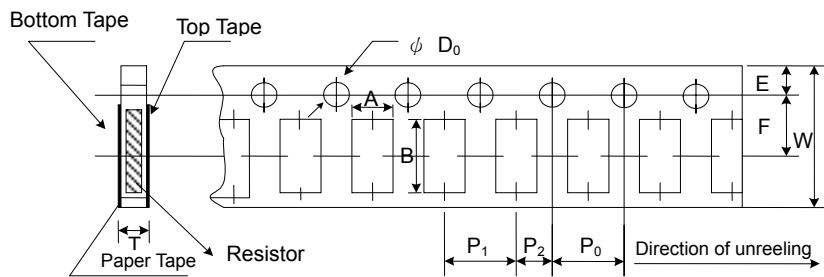 Bottom Tape
Top Tape
ψ D₀
A
E
F
W
B
T
Paper Tape
Resistor
P₁
P₂
P₀
Direction of unreeling